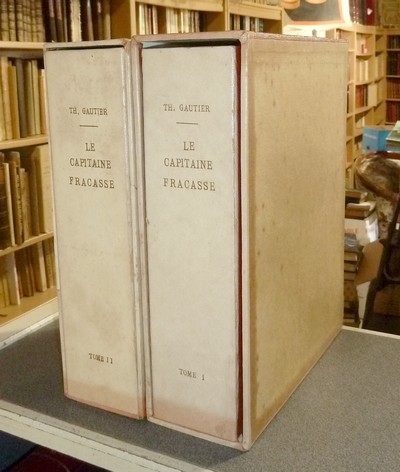 TH. GAUTIER
LE
CAPITAINE
FRACASSE
TOME II
TH. GAUTIER
LE
CAPITAINE
FRACASSE
TOME I